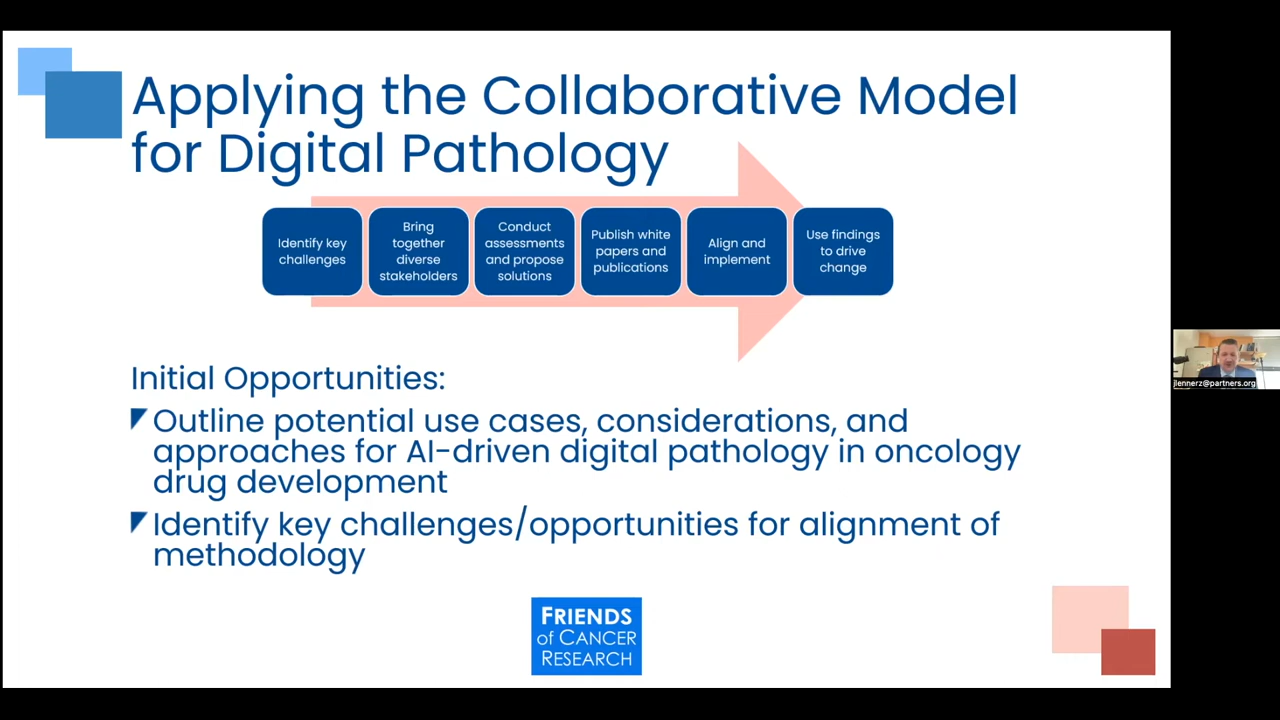 Applying the Collaborative Model
for Digital Pathology
Identify key
challenges
Bring
together
diverse
stakeholders
Conduct
assessments
and propose
solutions
Publish white
papers and
publications
Align and
implement
Use findings
to drive
change
Initial Opportunities:
Outline potential use cases, considerations, and
approaches for AI-driven digital pathology in oncology
drug development
Identify key challenges/opportunities for alignment of
methodology
FRIENDS
of CANCER
RESEARCH
jlennerz@partners.org